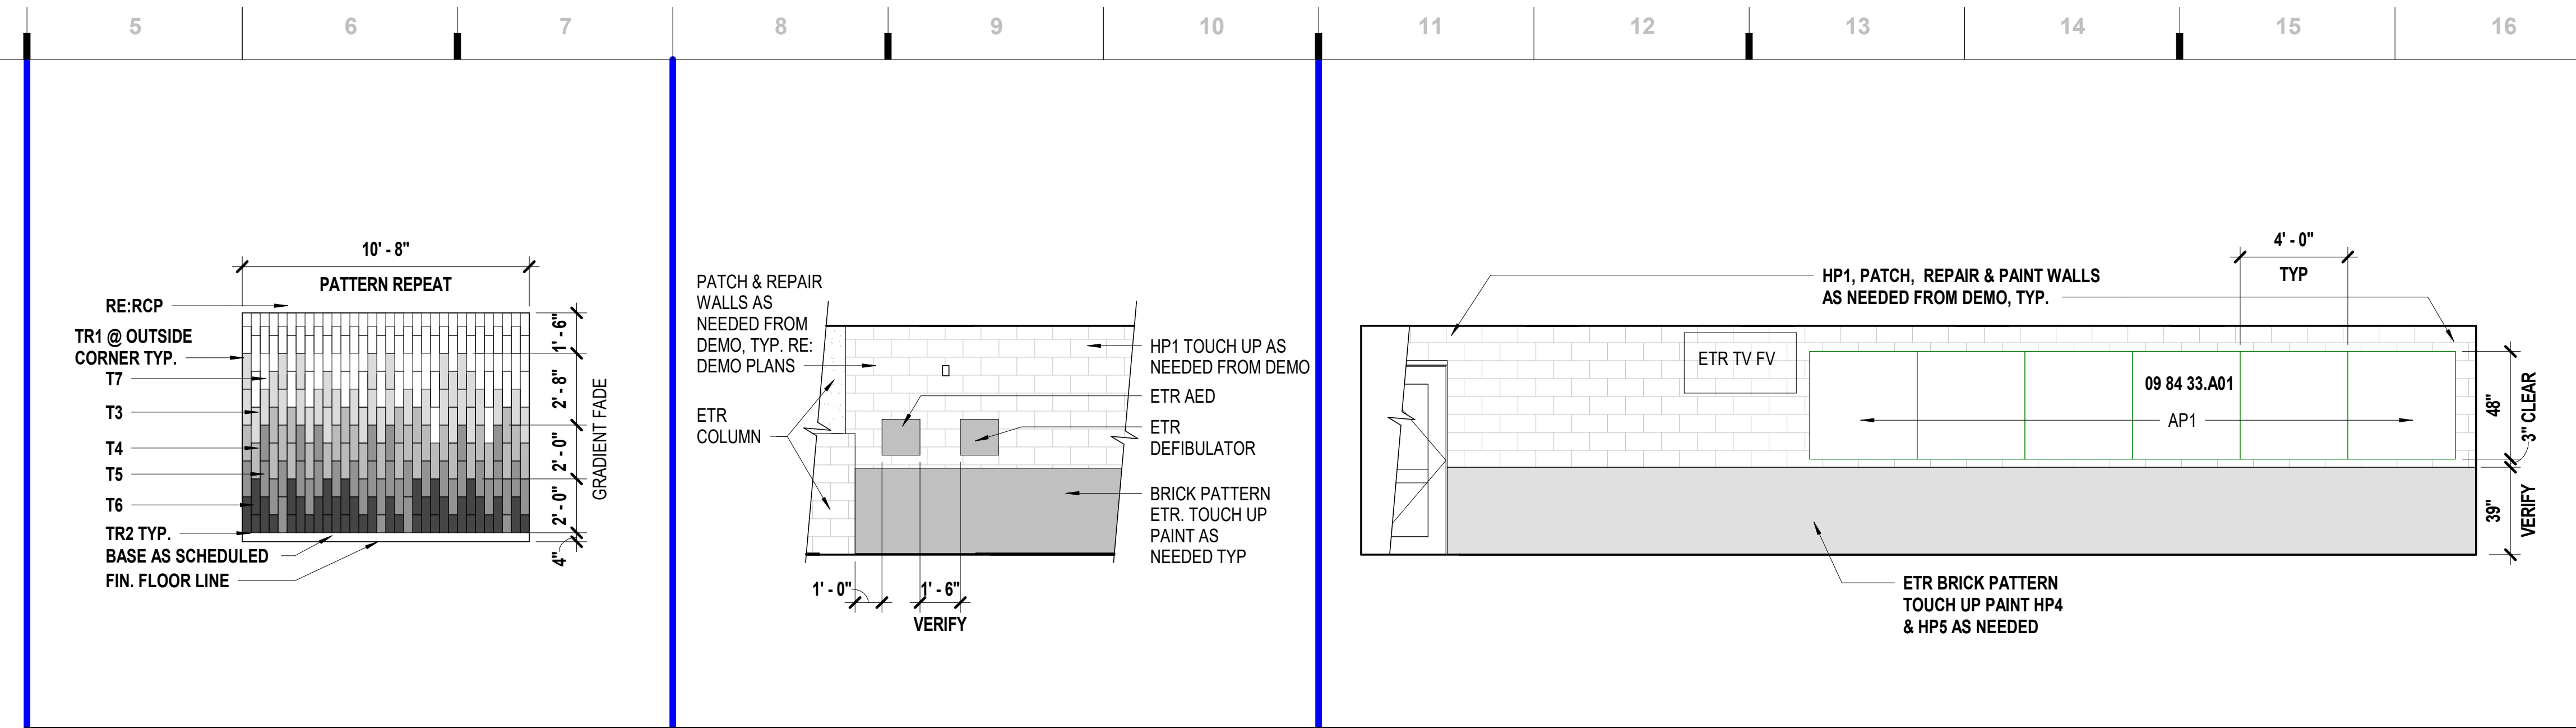 5 6 7 8 9 10 11 12 13 14 15 16
10' - 8"
PATTERN REPEAT
RE:RCP
TR1 @ OUTSIDE
CORNER TYP.
T7
T3
T4
T5
T6
TR2 TYP.
BASE AS SCHEDULED
FIN. FLOOR LINE
1' - 6"
2' - 8"
2' - 0"
2' - 0"
4"
GRADIENT FADE
PATCH & REPAIR
WALLS AS
NEEDED FROM
DEMO, TYP. RE:
DEMO PLANS
ETR
COLUMN
HP1 TOUCH UP AS
NEEDED FROM DEMO
ETR AED
ETR
DEFIBULATOR
BRICK PATTERN
ETR. TOUCH UP
PAINT AS
NEEDED TYP
1' - 0"
1' - 6"
VERIFY
HP1, PATCH, REPAIR & PAINT WALLS
AS NEEDED FROM DEMO, TYP.
4' - 0"
TYP
ETR TV FV
09 84 33.A01
AP1
48"
3" CLEAR
39"
VERIFY
ETR BRICK PATTERN
TOUCH UP PAINT HP4
& HP5 AS NEEDED